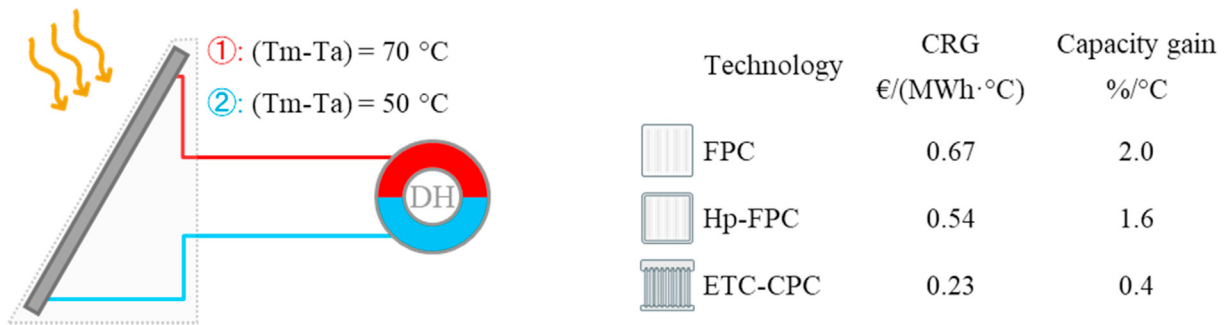 ①: (Tm-Ta) = 70 °C
②: (Tm-Ta) = 50 °C
DH
Technology CRG Capacity gain
€/(MWh·°C) %/°C
FPC 0.67 2.0
Hp-FPC 0.54 1.6
ETC-CPC 0.23 0.4